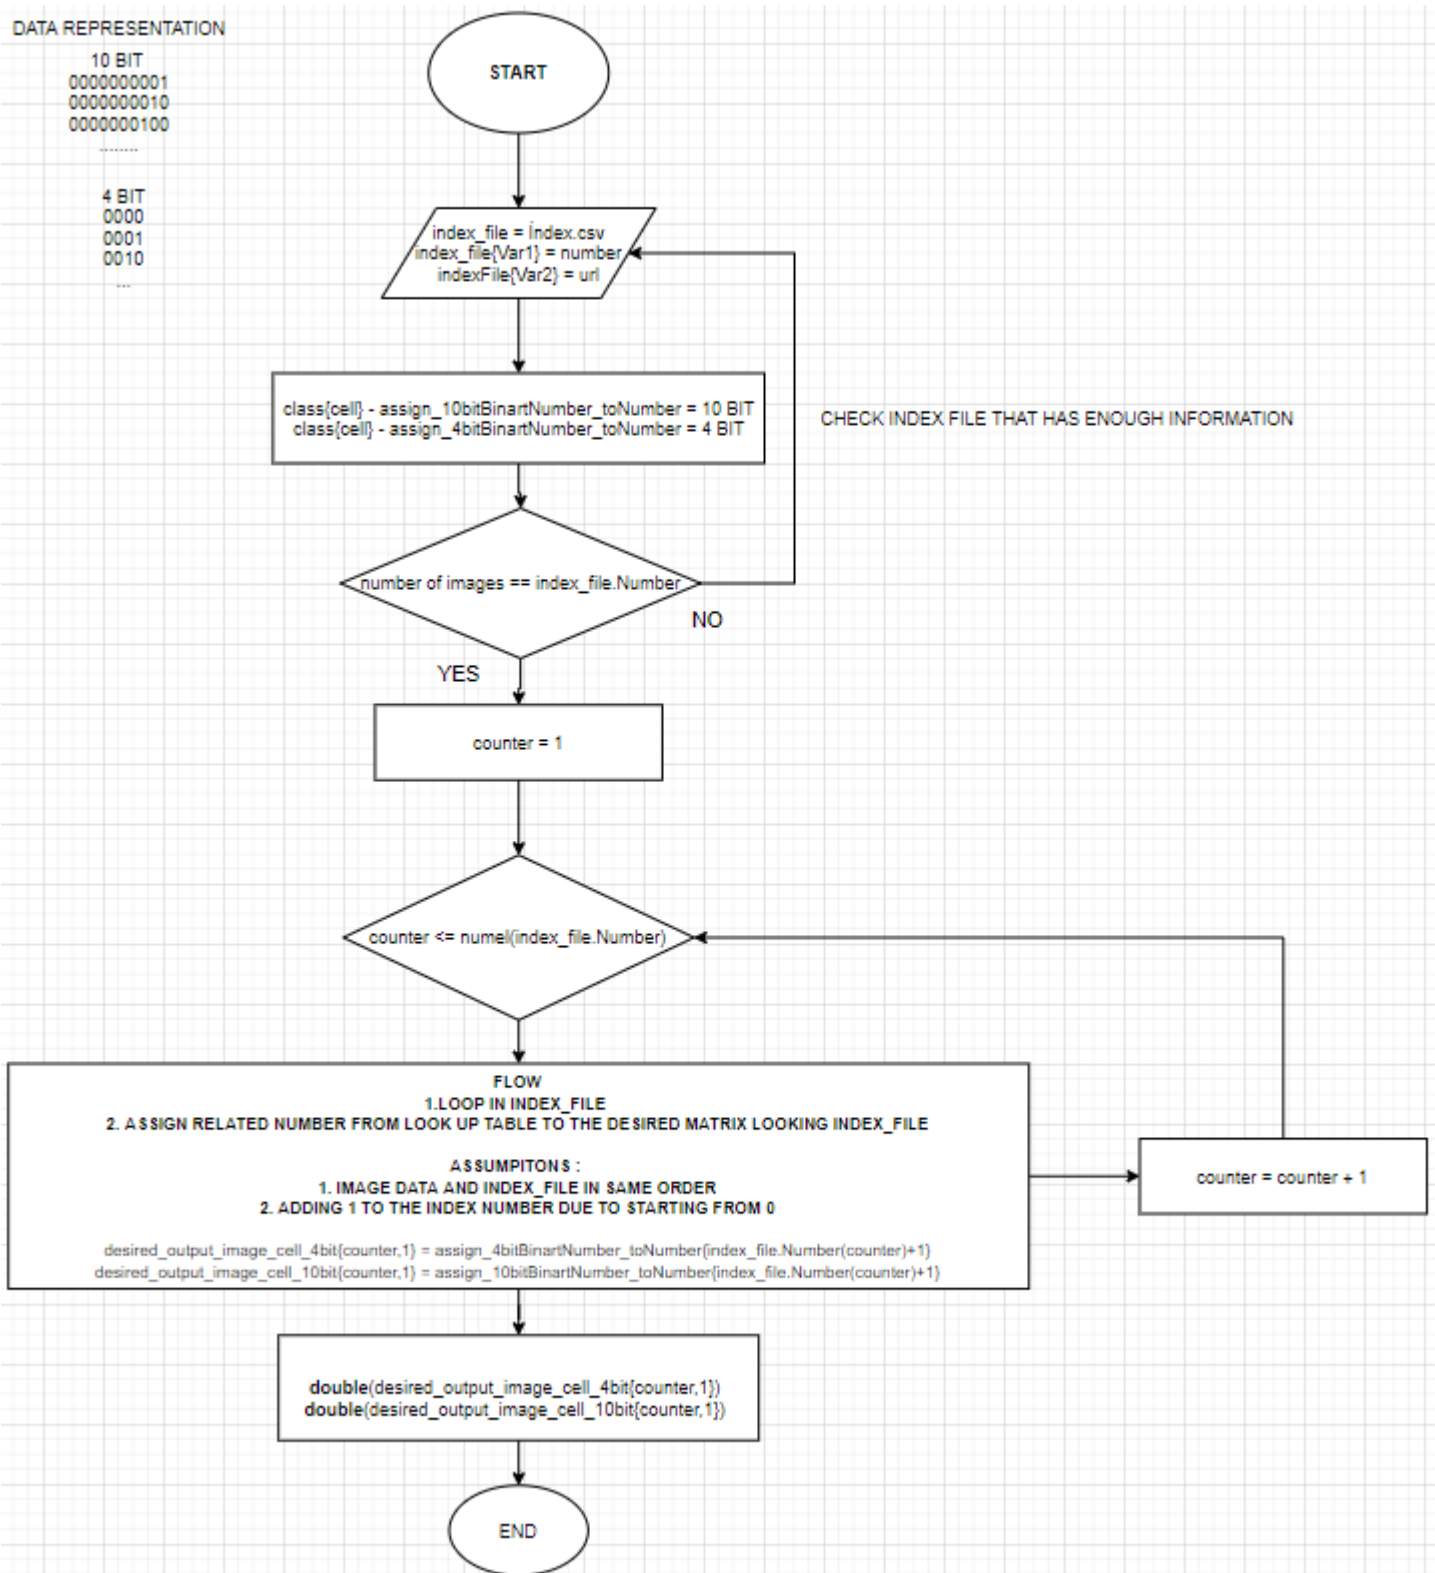 DATA REPRESENTATION
10 BIT
0000000001
0000000010
0000000100
........
4 BIT
0000
0001
0010
...
START
index_file = İndex.csv
index_file{Var1} = number
indexFile{Var2} = url
class{cell} - assign_10bitBinartNumber_toNumber = 10 BIT
class{cell} - assign_4bitBinartNumber_toNumber = 4 BIT
CHECK INDEX FILE THAT HAS ENOUGH INFORMATION
number of images == index_file.Number
NO
YES
counter = 1
counter <= numel(index_file.Number)
FLOW
1.LOOP IN INDEX_FILE
2. ASSIGN RELATED NUMBER FROM LOOK UP TABLE TO THE DESIRED MATRIX LOOKING INDEX_FILE
ASSUMPITONS :
1. IMAGE DATA AND INDEX_FILE IN SAME ORDER
2. ADDING 1 TO THE INDEX NUMBER DUE TO STARTING FROM 0
desired_output_image_cell_4bit{counter,1} = assign_4bitBinartNumber_toNumber{index_file.Number(counter)+1}
desired_output_image_cell_10bit{counter,1} = assign_10bitBinartNumber_toNumber{index_file.Number(counter)+1}
counter = counter + 1
double(desired_output_image_cell_4bit{counter,1})
double(desired_output_image_cell_10bit{counter,1})
END